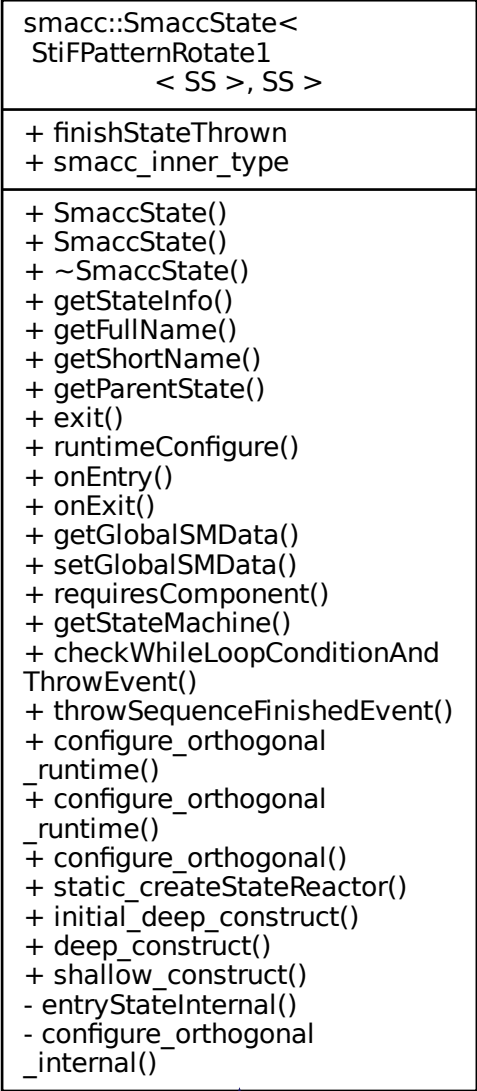 smacc::SmaccState<
StiFPatternRotate1
< SS >, SS >
+ finishStateThrown
+ smacc_inner_type
+ SmaccState()
+ SmaccState()
+ ~SmaccState()
+ getStateInfo()
+ getFullName()
+ getShortName()
+ getParentState()
+ exit()
+ runtimeConfigure()
+ onEntry()
+ onExit()
+ getGlobalSMData()
+ setGlobalSMData()
+ requiresComponent()
+ getStateMachine()
+ checkWhileLoopConditionAnd
ThrowEvent()
+ throwSequenceFinishedEvent()
+ configure_orthogonal
_runtime()
+ configure_orthogonal
_runtime()
+ configure_orthogonal()
+ static_createStateReactor()
+ initial_deep_construct()
+ deep_construct()
+ shallow_construct()
- entryStateInternal()
- configure_orthogonal
_internal()